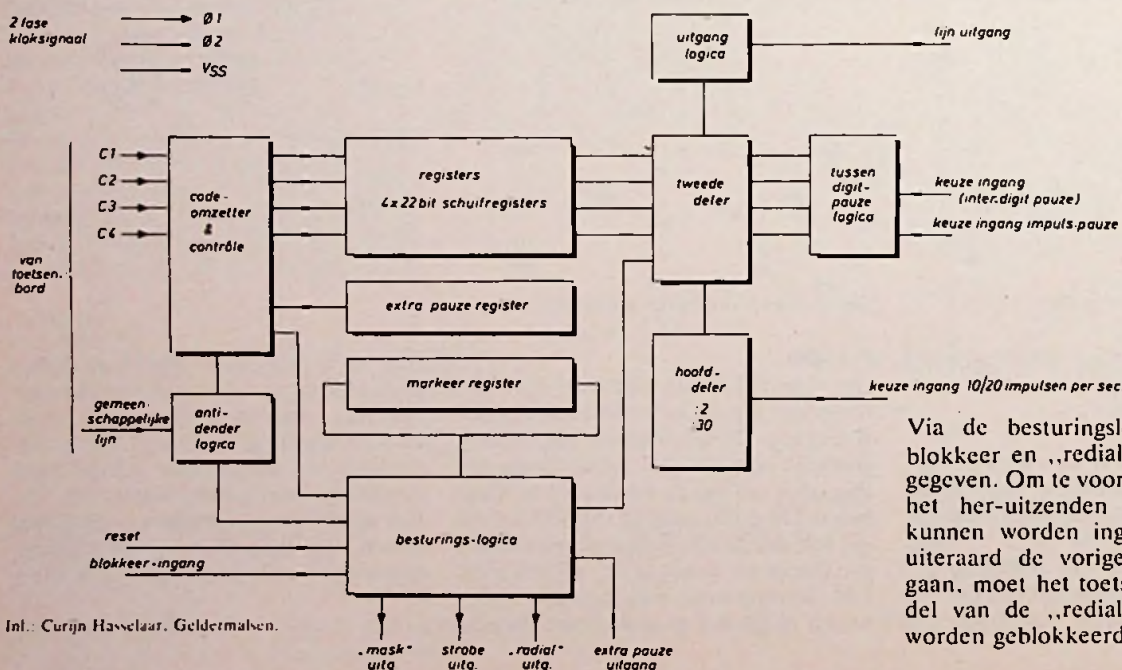 2 fase
kloksignaal
Ø1
Ø2
VSS
uitgang
logica
lijn uitgang
C1
C2
C3
C4
van
toetsen.
bord
code-
omzetter
&
contrôle
registers
4x22bit schuifregisters
tweede
deler
tussen
digit-
pauze
logica
keuze ingang
(inter.digit pauze)
keuze ingang impuls-pauze
extra pauze register
markeer register
hoofd-
deler
:2
:30
keuze ingang 10/20 impulsen per sec
gemeen-
schappelijke
lijn
anti-
dender
logica
reset
blokkeer-ingang
besturings-logica
„mask"
uitg
strobe
uitg.
„radial"
uitg.
extra pauze
uitgang
Inl.: Curijn Hasselaar, Geldermalsen.
Via de besturingsl
blokkeer en „redial
gegeven. Om te voor
het her-uitzenden
kunnen worden ing
uiteraard de vorige
gaan, moet het toets
del van de „redial
worden geblokkeerd